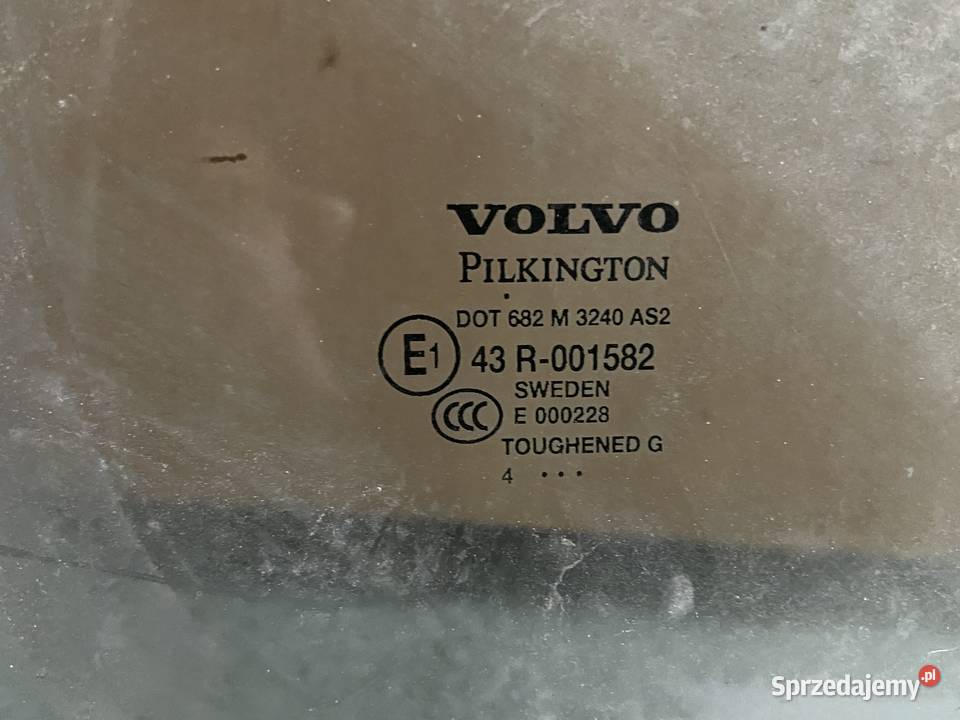 VOLVO
PILKINGTON
DOT 682 M 3240 AS2
E1 43 R-001582
SWEDEN
CCC E 000228
TOUGHENED G
4 ...
Sprzedajemy.pl